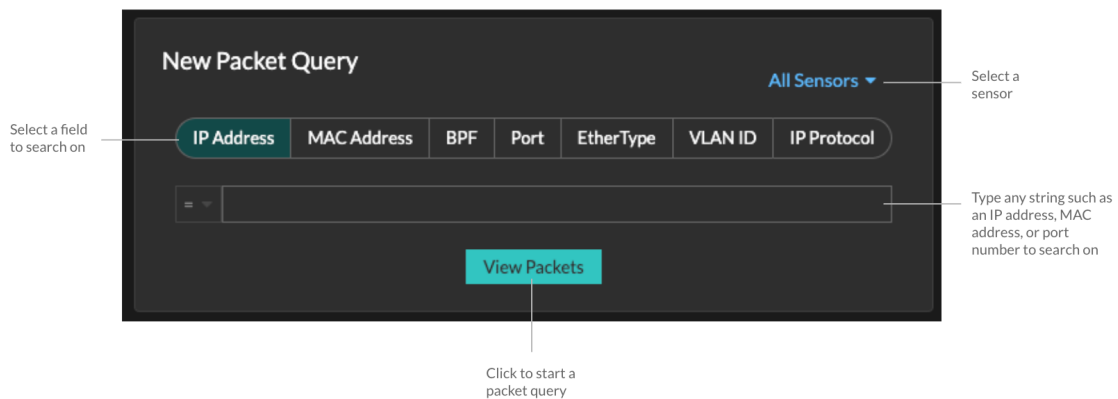 New Packet Query
All Sensors
Select a
sensor
Select a field
to search on
IP Address MAC Address BPF Port EtherType VLAN ID IP Protocol
=
Type any string such as
an IP address, MAC
address, or port
number to search on
View Packets
Click to start a
packet query